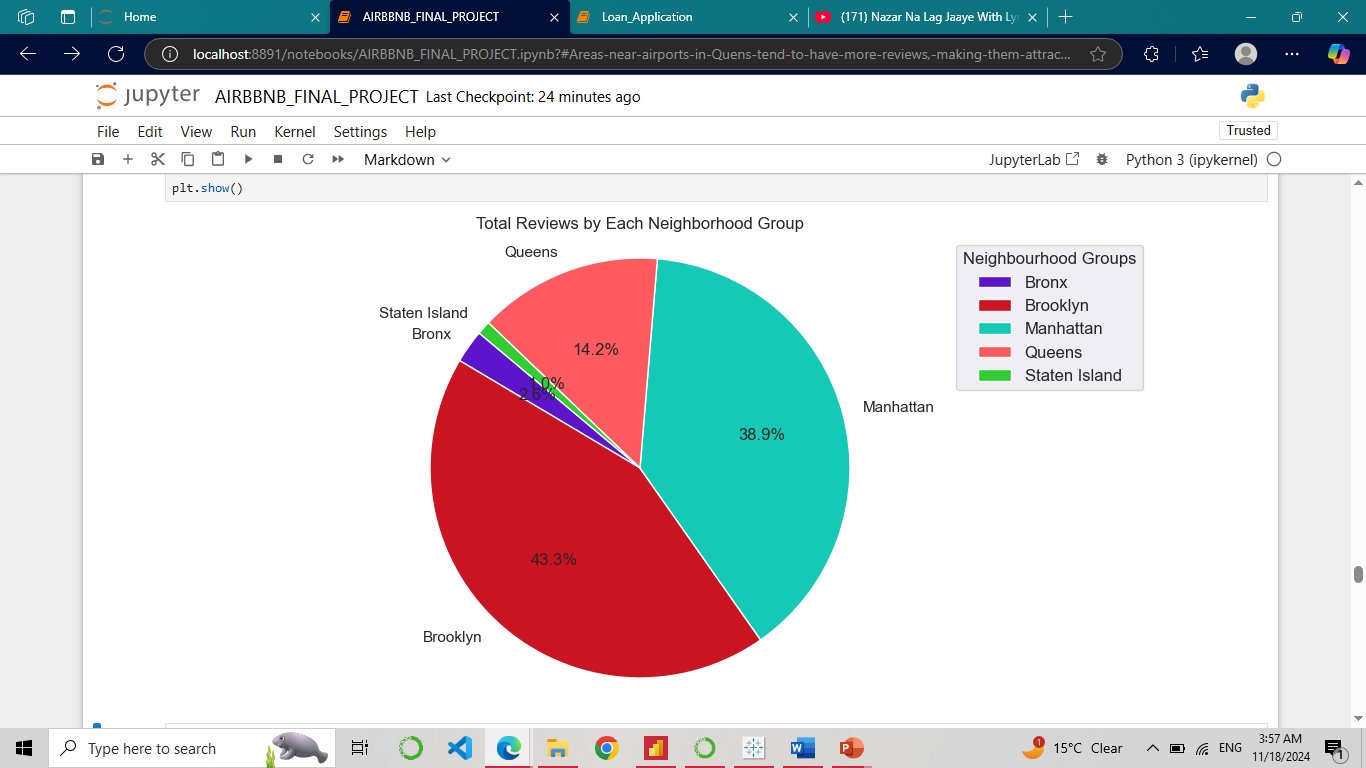 Home
AIRBBNB_FINAL_PROJECT
Loan_Application
(171) Nazar Na Lag Jaaye With Lyr
localhost:8891/notebooks/AIRBBNB_FINAL_PROJECT.ipynb?#Areas-near-airports-in-Quens-tend-to-have-more-reviews,-making-them-attrac...
jupyter AIRBBNB_FINAL_PROJECT Last Checkpoint: 24 minutes ago
File Edit View Run Kernel Settings Help
Trusted
Markdown
JupyterLab
Python 3 (ipykernel)
plt.show()
Total Reviews by Each Neighborhood Group
Queens
Staten Island
Bronx
14.2%
1.0%
2.6%
38.9%
Manhattan
43.3%
Brooklyn
Neighbourhood Groups
Bronx
Brooklyn
Manhattan
Queens
Staten Island
Type here to search
1
15°C Clear
ENG
3:57 AM
11/18/2024
1